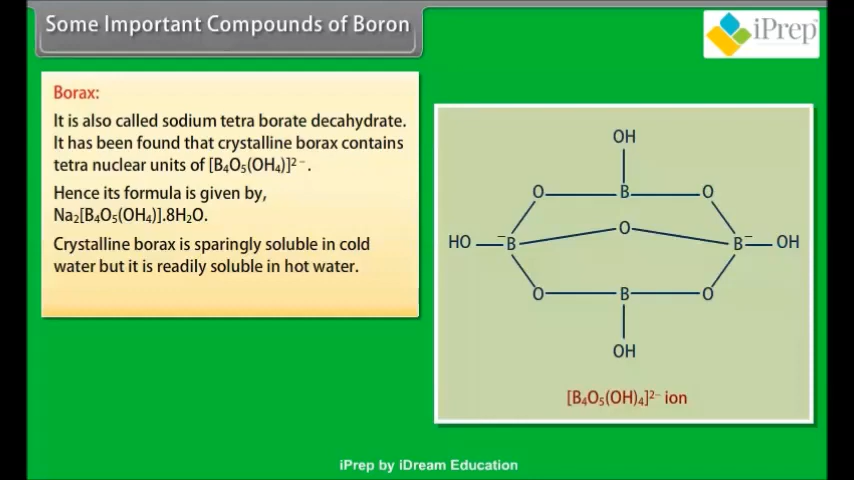 Some Important Compounds of Boron
iPrep™
Borax:
It is also called sodium tetra borate decahydrate.
It has been found that crystalline borax contains
tetra nuclear units of [B₄O₅(OH₄)]²⁻.
Hence its formula is given by,
Na₂[B₄O₅(OH₄)].8H₂O.
Crystalline borax is sparingly soluble in cold
water but it is readily soluble in hot water.
OH
O B O
O
HO ⁻B B⁻ OH
O B O
OH
[B₄O₅(OH)₄]²⁻ ion
iPrep by iDream Education